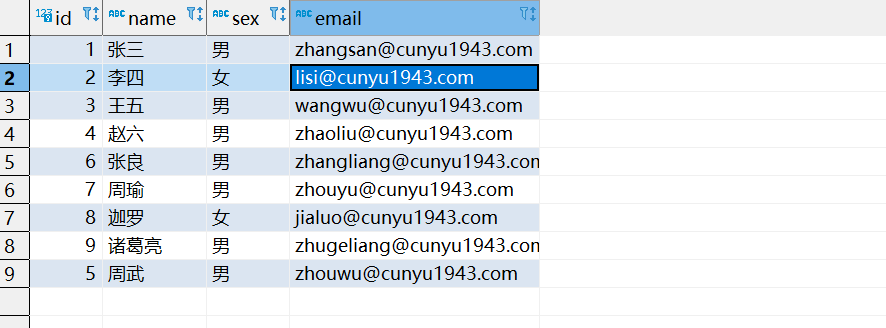 123 id ABC name ABC sex ABC email
1 1 张三 男 zhangsan@cunyu1943.com
2 2 李四 女 lisi@cunyu1943.com
3 3 王五 男 wangwu@cunyu1943.com
4 4 赵六 男 zhaoliu@cunyu1943.com
5 6 张良 男 zhangliang@cunyu1943.com
6 7 周瑜 男 zhouyu@cunyu1943.com
7 8 迦罗 女 jialuo@cunyu1943.com
8 9 诸葛亮 男 zhugeliang@cunyu1943.com
9 5 周武 男 zhouwu@cunyu1943.com